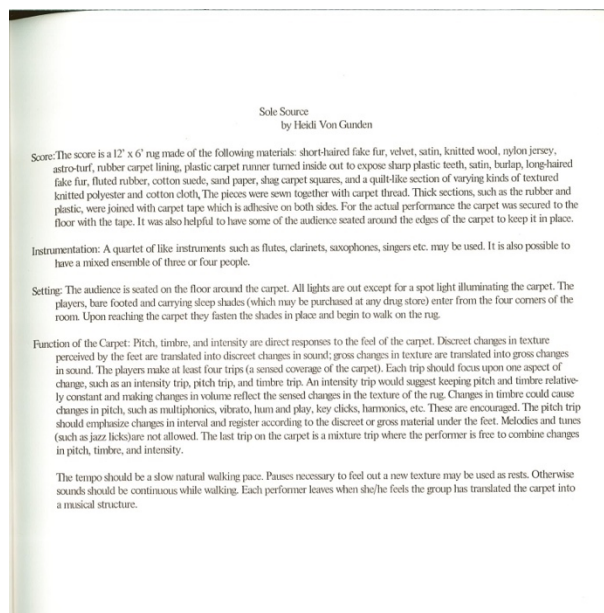 Sole Source
by Heidi Von Gunden
Score: The score is a 12' x 6' rug made of the following materials: short-haired fake fur, velvet, satin, knitted wool, nylon jersey,
astro-turf, rubber carpet lining, plastic carpet runner turned inside out to expose sharp plastic teeth, satin, burlap, long-haired
fake fur, fluted rubber, cotton suede, sand paper, shag carpet squares, and a quilt-like section of varying kinds of textured
knitted polyester and cotton cloth, The pieces were sewn together with carpet thread. Thick sections, such as the rubber and
plastic, were joined with carpet tape which is adhesive on both sides. For the actual performance the carpet was secured to the
floor with the tape. It was also helpful to have some of the audience seated around the edges of the carpet to keep it in place.
Instrumentation: A quartet of like instruments such as flutes, clarinets, saxophones, singers etc. may be used. It is also possible to
have a mixed ensemble of three or four people.
Setting: The audience is seated on the floor around the carpet. All lights are out except for a spot light illuminating the carpet. The
players, bare footed and carrying sleep shades (which may be purchased at any drug store) enter from the four corners of the
room. Upon reaching the carpet they fasten the shades in place and begin to walk on the rug.
Function of the Carpet: Pitch, timbre, and intensity are direct responses to the feel of the carpet. Discreet changes in texture
perceived by the feet are translated into discreet changes in sound; gross changes in texture are translated into gross changes
in sound. The players make at least four trips (a sensed coverage of the carpet). Each trip should focus upon one aspect of
change, such as an intensity trip, pitch trip, and timbre trip. An intensity trip would suggest keeping pitch and timbre relative-
ly constant and making changes in volume reflect the sensed changes in the texture of the rug. Changes in timbre could cause
changes in pitch, such as multiphonics, vibrato, hum and play, key clicks, harmonics, etc. These are encouraged. The pitch trip
should emphasize changes in interval and register according to the discreet or gross material under the feet. Melodies and tunes
(such as jazz licks)are not allowed. The last trip on the carpet is a mixture trip where the performer is free to combine changes
in pitch, timbre, and intensity.
The tempo should be a slow natural walking pace. Pauses necessary to feel out a new texture may be used as rests. Otherwise
sounds should be continuous while walking. Each performer leaves when she/he feels the group has translated the carpet into
a musical structure.